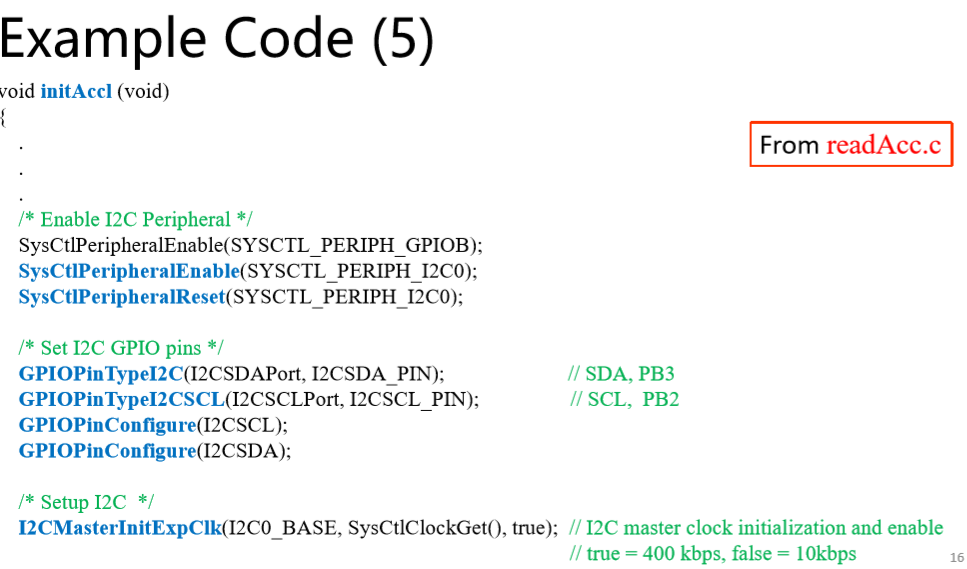 Example Code (5)
void initAccl (void)
{
From readAcc.c
.
.
.
/* Enable I2C Peripheral */
SysCtlPeripheralEnable(SYSCTL_PERIPH_GPIOB);
SysCtlPeripheralEnable(SYSCTL_PERIPH_I2C0);
SysCtlPeripheralReset(SYSCTL_PERIPH_I2C0);
/* Set I2C GPIO pins */
GPIOPinTypeI2C(I2CSDAPort, I2CSDA_PIN); // SDA, PB3
GPIOPinTypeI2CSCL(I2CSCLPort, I2CSCL_PIN); // SCL, PB2
GPIOPinConfigure(I2CSCL);
GPIOPinConfigure(I2CSDA);
/* Setup I2C */
I2CMasterInitExpClk(I2C0_BASE, SysCtlClockGet(), true); // I2C master clock initialization and enable
// true = 400 kbps, false = 10kbps
16